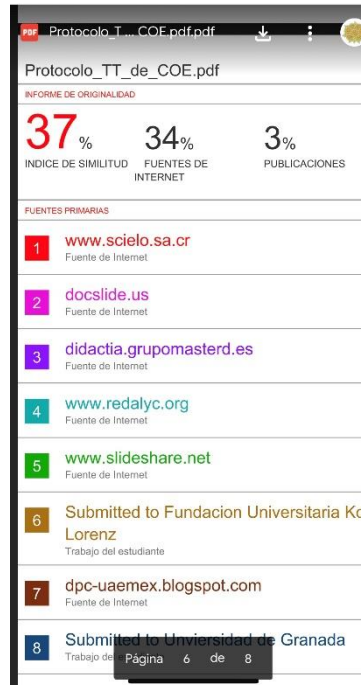 PDF Protocolo_T... COE.pdf.pdf
Protocolo_TT_de_COE.pdf
INFORME DE ORIGINALIDAD
37% 34% 3%
INDICE DE SIMILITUD FUENTES DE INTERNET PUBLICACIONES
FUENTES PRIMARIAS
1 www.scielo.sa.cr
Fuente de Internet
2 docslide.us
Fuente de Internet
3 didactia.grupomasterd.es
Fuente de Internet
4 www.redalyc.org
Fuente de Internet
5 www.slideshare.net
Fuente de Internet
6 Submitted to Fundacion Universitaria Ko
Lorenz
Trabajo del estudiante
7 dpc-uaemex.blogspot.com
Fuente de Internet
8 Submitted to Unviersidad de Granada
Trabajo del
Página 6 de 8